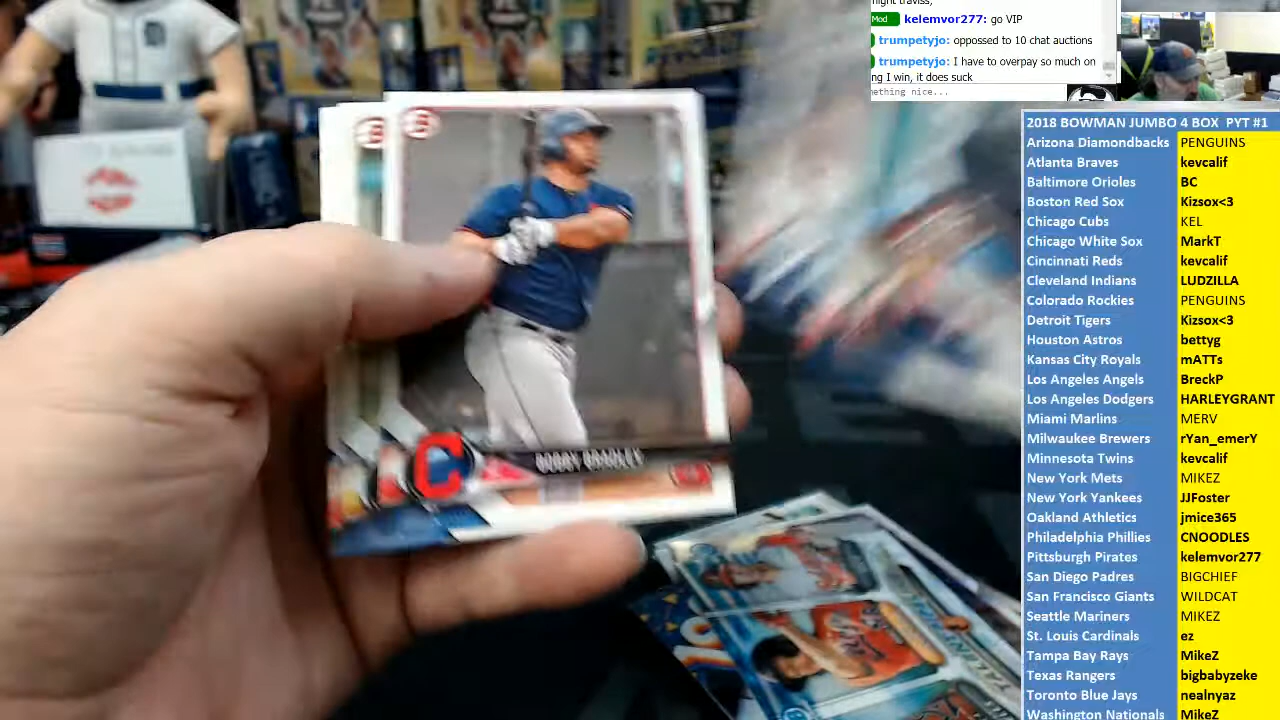 Mod kelemvor277: go VIP
trumpetyjo: oppossed to 10 chat auctions
trumpetyjo: I have to overpay so much on
ng I win, it does suck
ething nice...
2018 BOWMAN JUMBO 4 BOX PYT #1
Arizona Diamondbacks PENGUINS
Atlanta Braves kevcalif
Baltimore Orioles BC
Boston Red Sox Kizsox<3
Chicago Cubs KEL
Chicago White Sox MarkT
Cincinnati Reds kevcalif
Cleveland Indians LUDZILLA
Colorado Rockies PENGUINS
Detroit Tigers Kizsox<3
Houston Astros bettyg
Kansas City Royals mATTs
Los Angeles Angels BreckP
Los Angeles Dodgers HARLEYGRANT
Miami Marlins MERV
Milwaukee Brewers rYan_emerY
Minnesota Twins kevcalif
New York Mets MIKEZ
New York Yankees JJFoster
Oakland Athletics jmice365
Philadelphia Phillies CNOODLES
Pittsburgh Pirates kelemvor277
San Diego Padres BIGCHIEF
San Francisco Giants WILDCAT
Seattle Mariners MIKEZ
St. Louis Cardinals ez
Tampa Bay Rays MikeZ
Texas Rangers bigbabyzeke
Toronto Blue Jays nealnyaz
Washington Nationals MikeZ
B
B
C
BOBBY BRADLEY